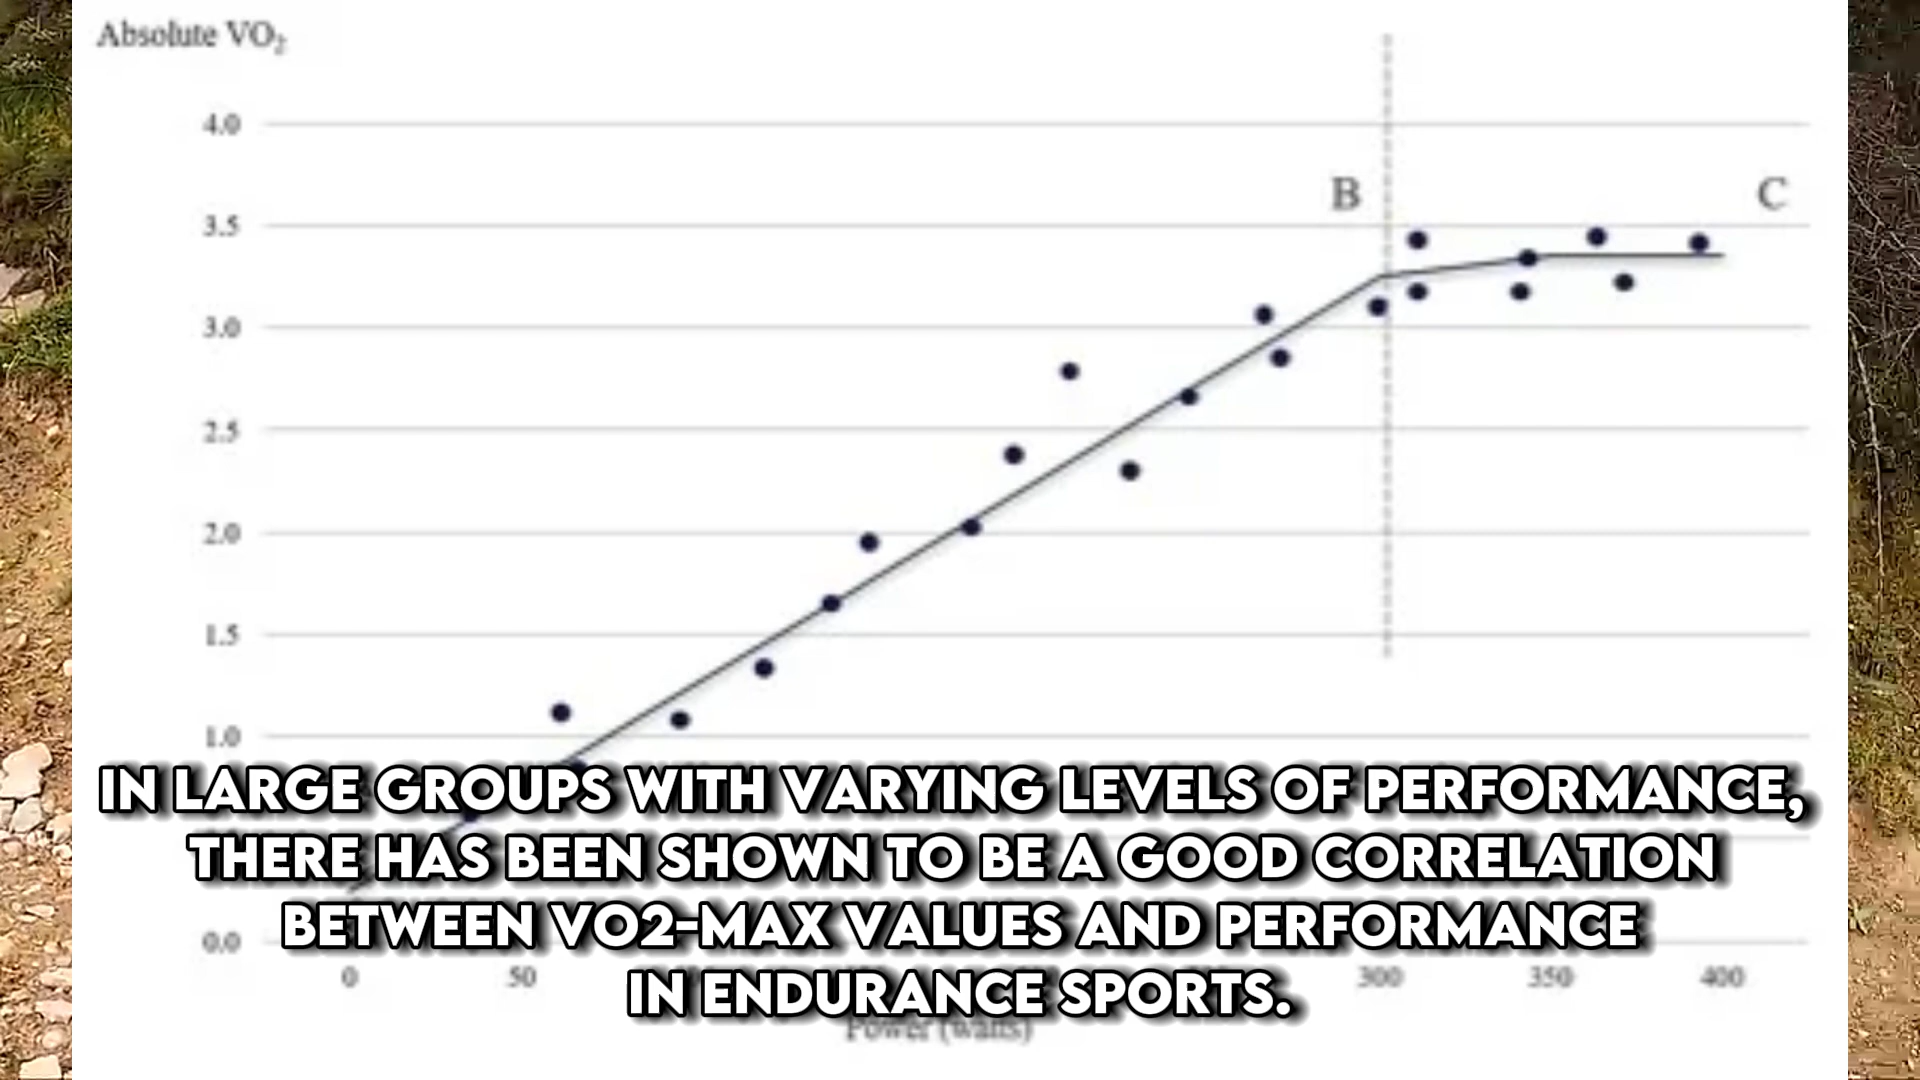 Absolute VO₂
4.0
B
C
3.5
3.0
2.5
2.0
1.5
1.0
IN LARGE GROUPS WITH VARYING LEVELS OF PERFORMANCE,
THERE HAS BEEN SHOWN TO BE A GOOD CORRELATION
BETWEEN VO2-MAX VALUES AND PERFORMANCE
0.0
IN ENDURANCE SPORTS.
0 50 300 350 400
Power (watts)